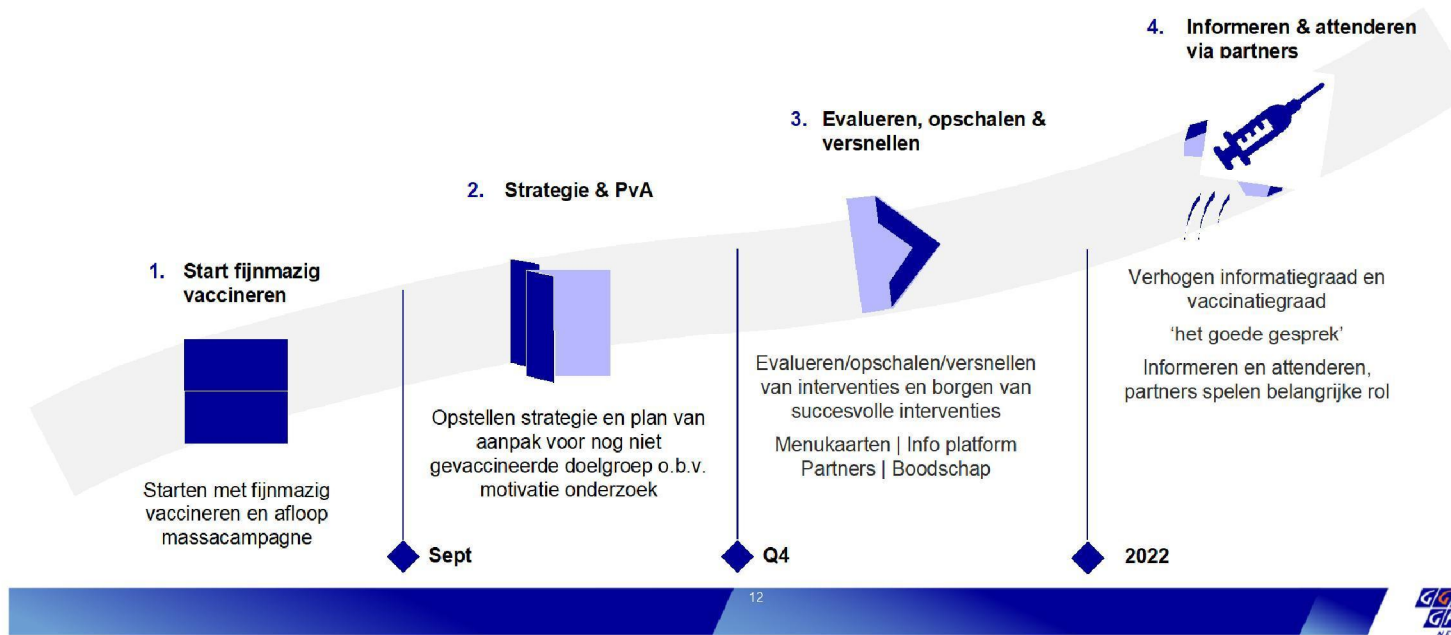 1. Start fijnmazig
vaccineren
Starten met fijnmazig
vaccineren en afloop
massacampagne
Sept
2. Strategie & PvA
Opstellen strategie en plan van
aanpak voor nog niet
gevaccineerde doelgroep o.b.v.
motivatie onderzoek
Q4
3. Evalueren, opschalen &
versnellen
Evalueren/opschalen/versnellen
van interventies en borgen van
succesvolle interventies
Menukaarten | Info platform
Partners | Boodschap
2022
4. Informeren & attenderen
via partners
Verhogen informatiegraad en
vaccinatiegraad
‘het goede gesprek’
Informeren en attenderen,
partners spelen belangrijke rol
12